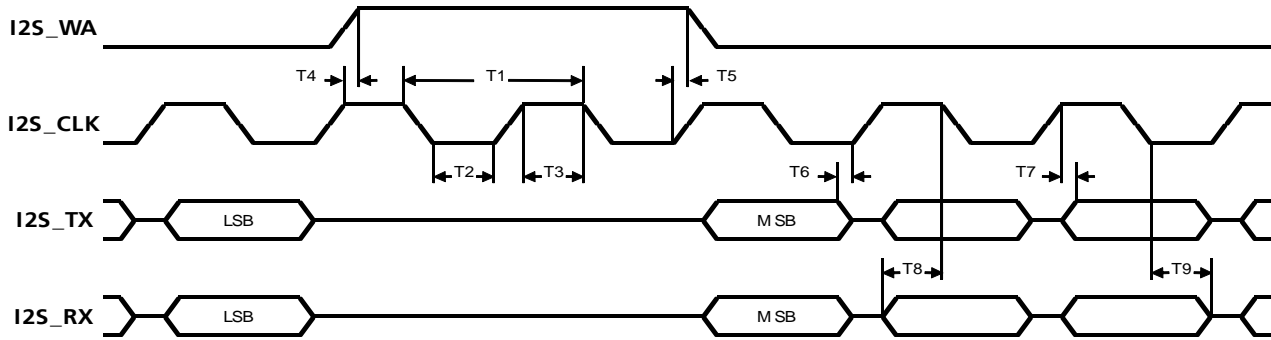 I2S_WA
T4
T1
T5
I2S_CLK
T2
T3
T6
T7
I2S_TX
LSB
MSB
T8
T9
I2S_RX
LSB
MSB